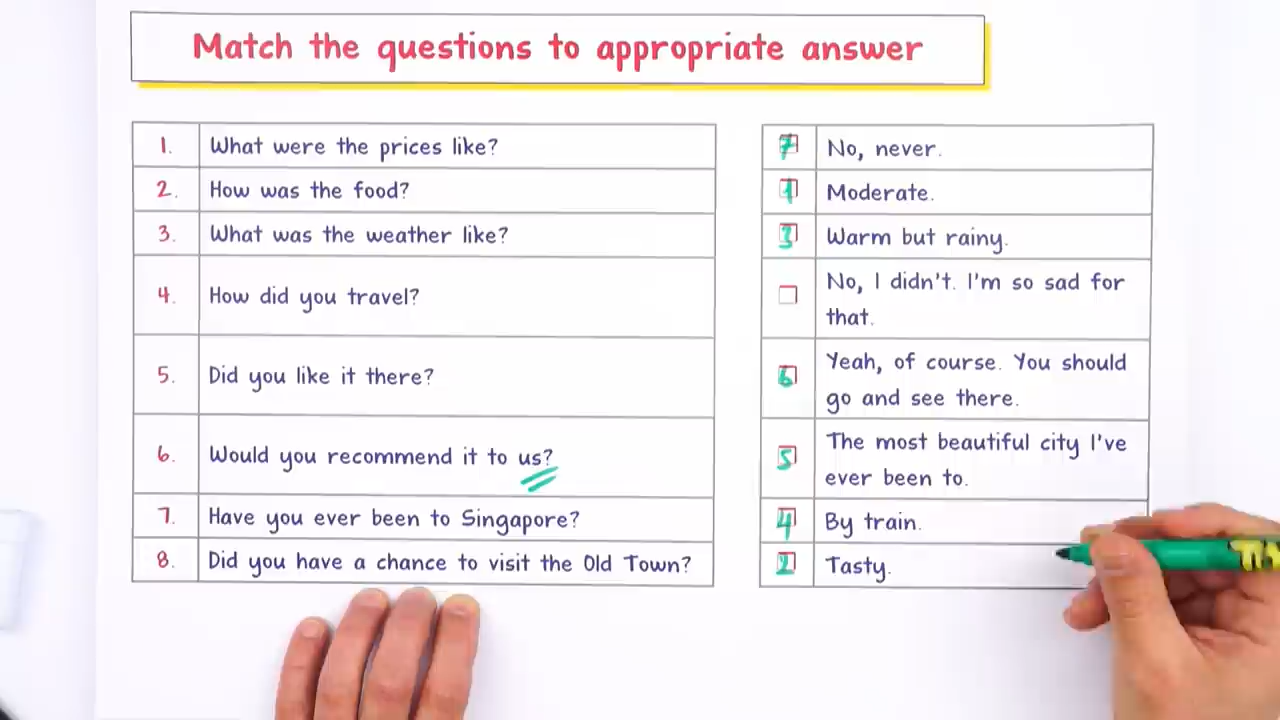 Match the questions to appropriate answer
1. What were the prices like?
2. How was the food?
3. What was the weather like?
4. How did you travel?
5. Did you like it there?
6. Would you recommend it to us?
7. Have you ever been to Singapore?
8. Did you have a chance to visit the Old Town?
7 No, never.
1 Moderate.
3 Warm but rainy.
No, I didn't. I'm so sad for
that.
6 Yeah, of course. You should
go and see there.
5 The most beautiful city I've
ever been to.
4 By train.
2 Tasty.